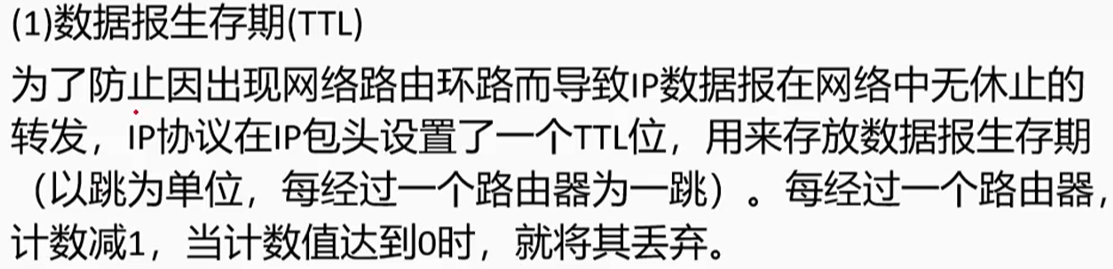 (1)数据报生存期(TTL)
为了防止因出现网络路由环路而导致IP数据报在网络中无休止的
转发，IP协议在IP包头设置了一个TTL位，用来存放数据报生存期
（以跳为单位，每经过一个路由器为一跳）。每经过一个路由器，
计数减1，当计数值达到0时，就将其丢弃。